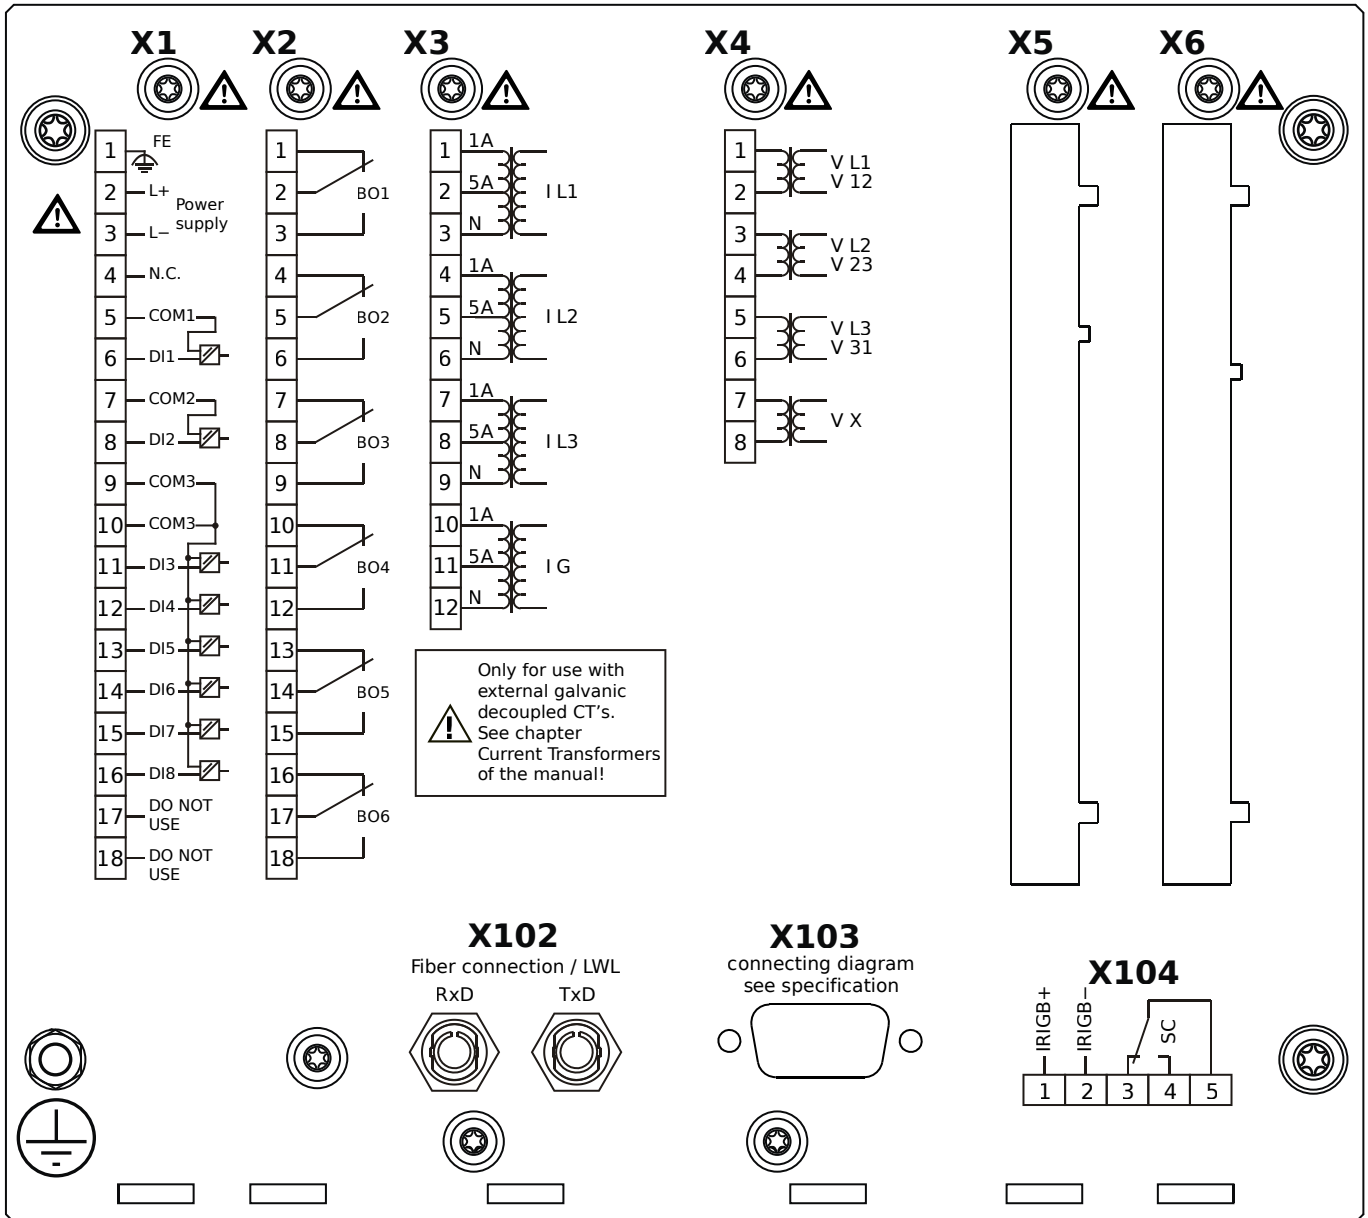 X1
X2
X3
X4
X5
X6
1 FE
2 L+
Power
supply
3 L−
4 N.C.
5 COM1
6 DI1
7 COM2
8 DI2
9 COM3
10 COM3
11 DI3
12 DI4
13 DI5
14 DI6
15 DI7
16 DI8
17 DO NOT
USE
18 DO NOT
USE
1
2 BO1
3
4
5 BO2
6
7
8 BO3
9
10
11 BO4
12
13
14 BO5
15
16
17 BO6
18
1 1A
2 5A I L1
3 N
4 1A
5 5A I L2
6 N
7 1A
8 5A I L3
9 N
10 1A
11 5A I G
12 N
Only for use with
external galvanic
decoupled CT's.
See chapter
Current Transformers
of the manual!
1 V L1
2 V 12
3 V L2
4 V 23
5 V L3
6 V 31
7
V X
8
X102
Fiber connection / LWL
RxD TxD
X103
connecting diagram
see specification
X104
IRIGB+
IRIGB−
SC
1 2 3 4 5